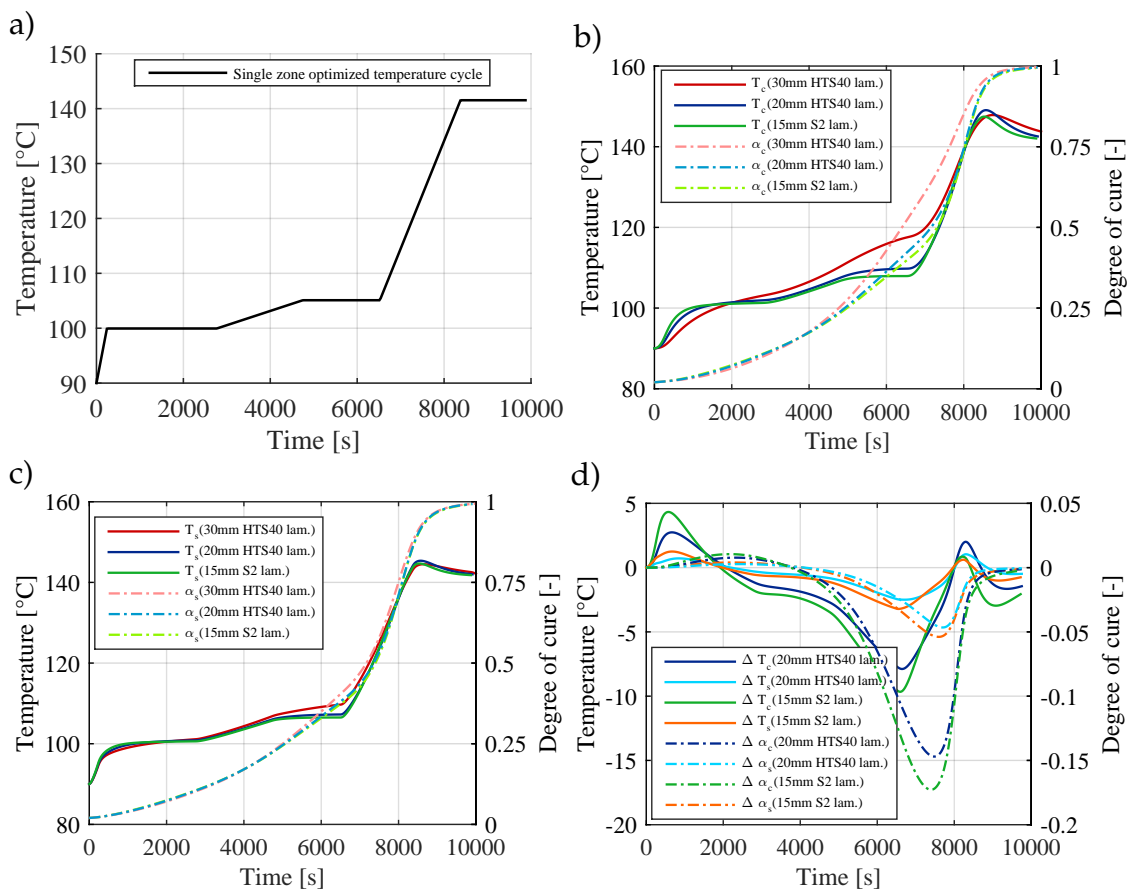 a)
150
140
130
120
110
100
90
Temperature [°C]
Single zone optimized temperature cycle
0 2000 4000 6000 8000 10000
Time [s]
b)
160
140
120
100
80
Temperature [°C]
T_c(30mm HTS40 lam.)
T_c(20mm HTS40 lam.)
T_c(15mm S2 lam.)
α_c(30mm HTS40 lam.)
α_c(20mm HTS40 lam.)
α_c(15mm S2 lam.)
1
0.75
0.5
0.25
0
Degree of cure [-]
0 2000 4000 6000 8000 10000
Time [s]
c)
160
140
120
100
80
Temperature [°C]
T_s(30mm HTS40 lam.)
T_s(20mm HTS40 lam.)
T_s(15mm S2 lam.)
α_s(30mm HTS40 lam.)
α_s(20mm HTS40 lam.)
α_s(15mm S2 lam.)
1
0.75
0.5
0.25
0
Degree of cure [-]
0 2000 4000 6000 8000 10000
Time [s]
d)
5
0
-5
-10
-15
-20
Temperature [°C]
Δ T_c(20mm HTS40 lam.)
Δ T_s(20mm HTS40 lam.)
Δ T_c(15mm S2 lam.)
Δ T_s(15mm S2 lam.)
Δ α_c(20mm HTS40 lam.)
Δ α_s(20mm HTS40 lam.)
Δ α_c(15mm S2 lam.)
Δ α_s(15mm S2 lam.)
0.05
0
-0.05
-0.1
-0.15
-0.2
Degree of cure [-]
0 2000 4000 6000 8000 10000
Time [s]